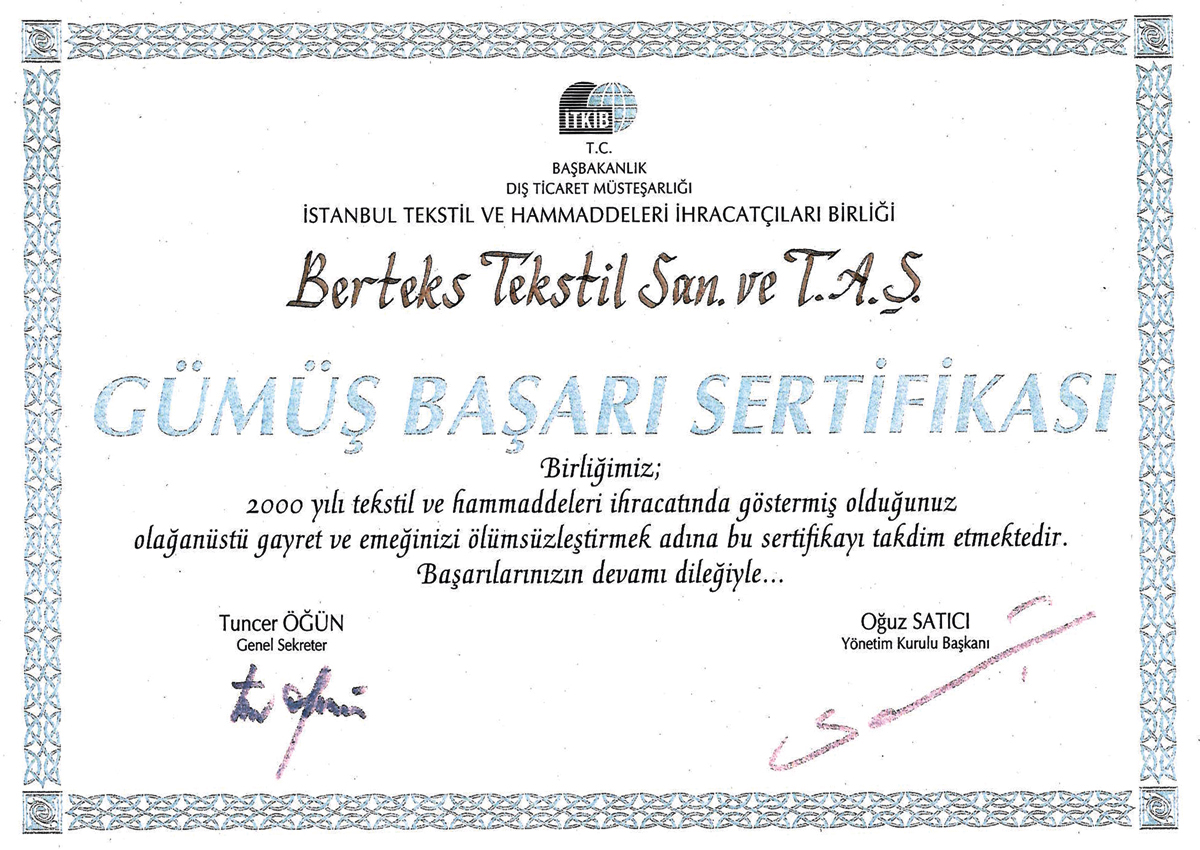 İTKİB
T.C.
BAŞBAKANLIK
DIŞ TİCARET MÜSTEŞARLIĞI
İSTANBUL TEKSTİL VE HAMMADDELERİ İHRACATÇILARI BİRLİĞİ
Berteks Tekstil San. ve T.A.Ş.
GÜMÜŞ BAŞARI SERTİFİKASI
Birliğimiz;
2000 yılı tekstil ve hammaddeleri ihracatında göstermiş olduğunuz
olağanüstü gayret ve emeğinizi ölümsüzleştirmek adına bu sertifikayı takdim etmektedir.
Başarılarınızın devamı dileğiyle...
Tuncer ÖĞÜN
Genel Sekreter
Oğuz SATICI
Yönetim Kurulu Başkanı